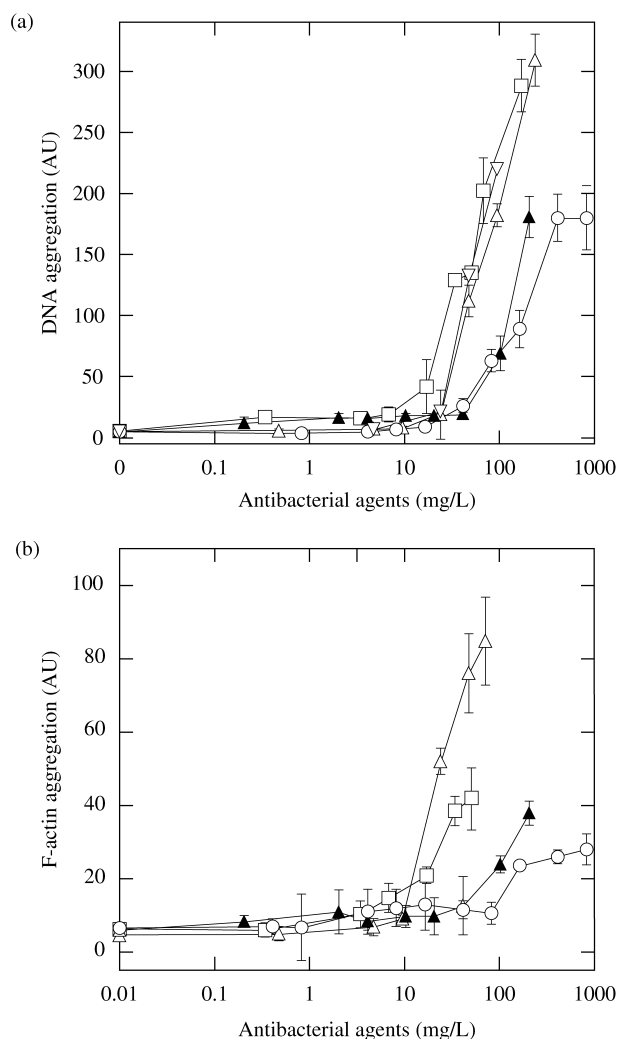 (a)
300
250
200
150
100
50
0
DNA aggregation (AU)
0 0.1 1 10 100 1000
Antibacterial agents (mg/L)
(b)
100
80
60
40
20
0
F-actin aggregation (AU)
0.01 0.1 1 10 100 1000
Antibacterial agents (mg/L)